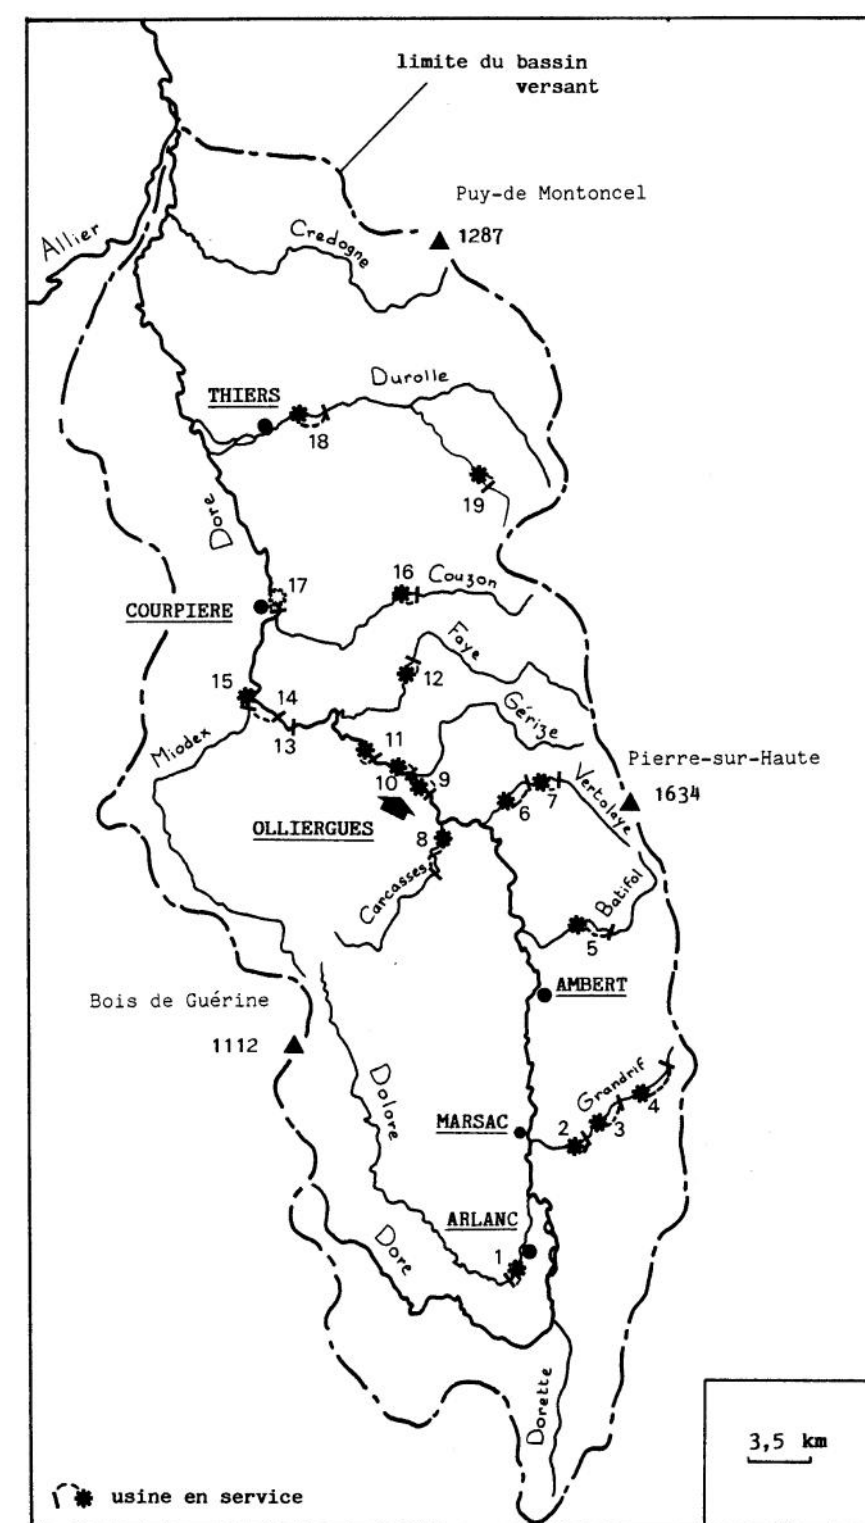 limite du bassin
versant
Puy-de Montoncel
1287
Allier
Credogne
THIERS
Durolle
18
19
Dore
17
16
Couzon
COURPIERE
Faye
12
15
14
13
Miodex
11
10
9
Gérize
Pierre-sur-Haute
1634
Vertolaye
7
6
OLLIERGUES
8
Carcasses
Batifol
5
AMBERT
Bois de Guérine
1112
Dolore
Grandrif
4
3
2
MARSAC
ARLANC
1
Dore
Dorette
3,5 km
usine en service